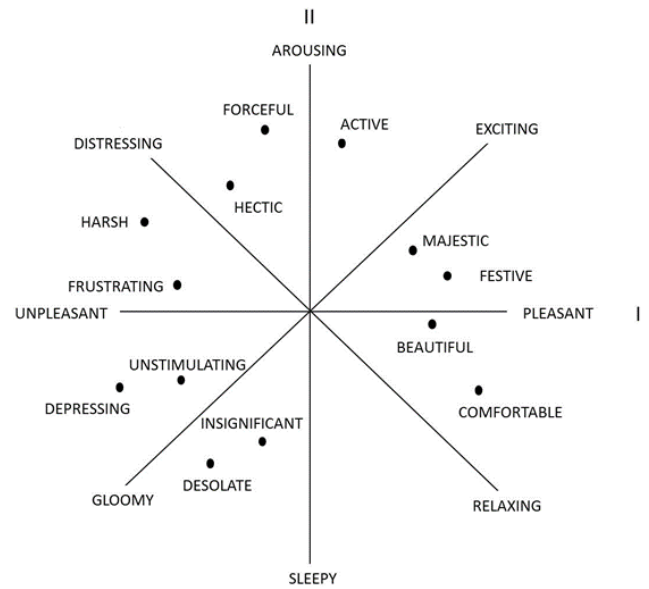 II
AROUSING
FORCEFUL
ACTIVE
EXCITING
DISTRESSING
HECTIC
HARSH
MAJESTIC
FESTIVE
FRUSTRATING
UNPLEASANT
PLEASANT
I
BEAUTIFUL
UNSTIMULATING
DEPRESSING
COMFORTABLE
INSIGNIFICANT
DESOLATE
GLOOMY
RELAXING
SLEEPY